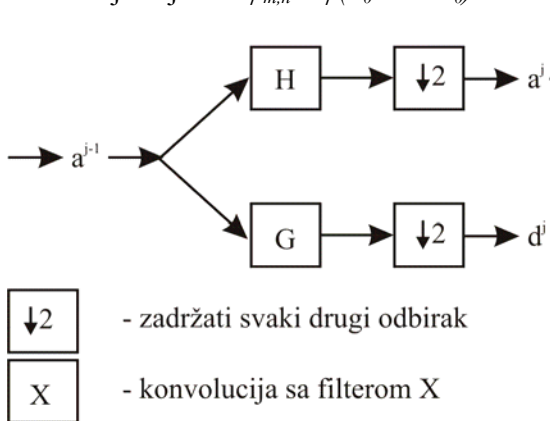 H
↓2
a^j
a^{j-1}
G
↓2
d^j
↓2 - zadržati svaki drugi odbirak
X - konvolucija sa filterom X